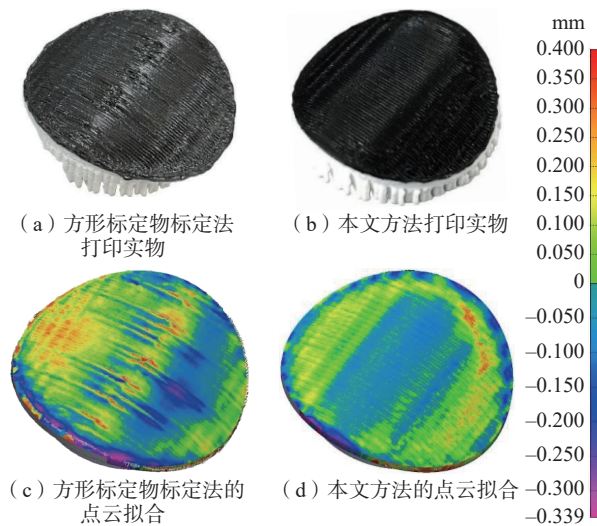 mm
0.400
0.350
0.300
0.250
0.200
0.150
0.100
0.050
0
−0.050
−0.100
−0.150
−0.200
−0.250
−0.300
−0.339
（a）方形标定物标定法
打印实物
（b）本文方法打印实物
（c）方形标定物标定法的
点云拟合
（d）本文方法的点云拟合